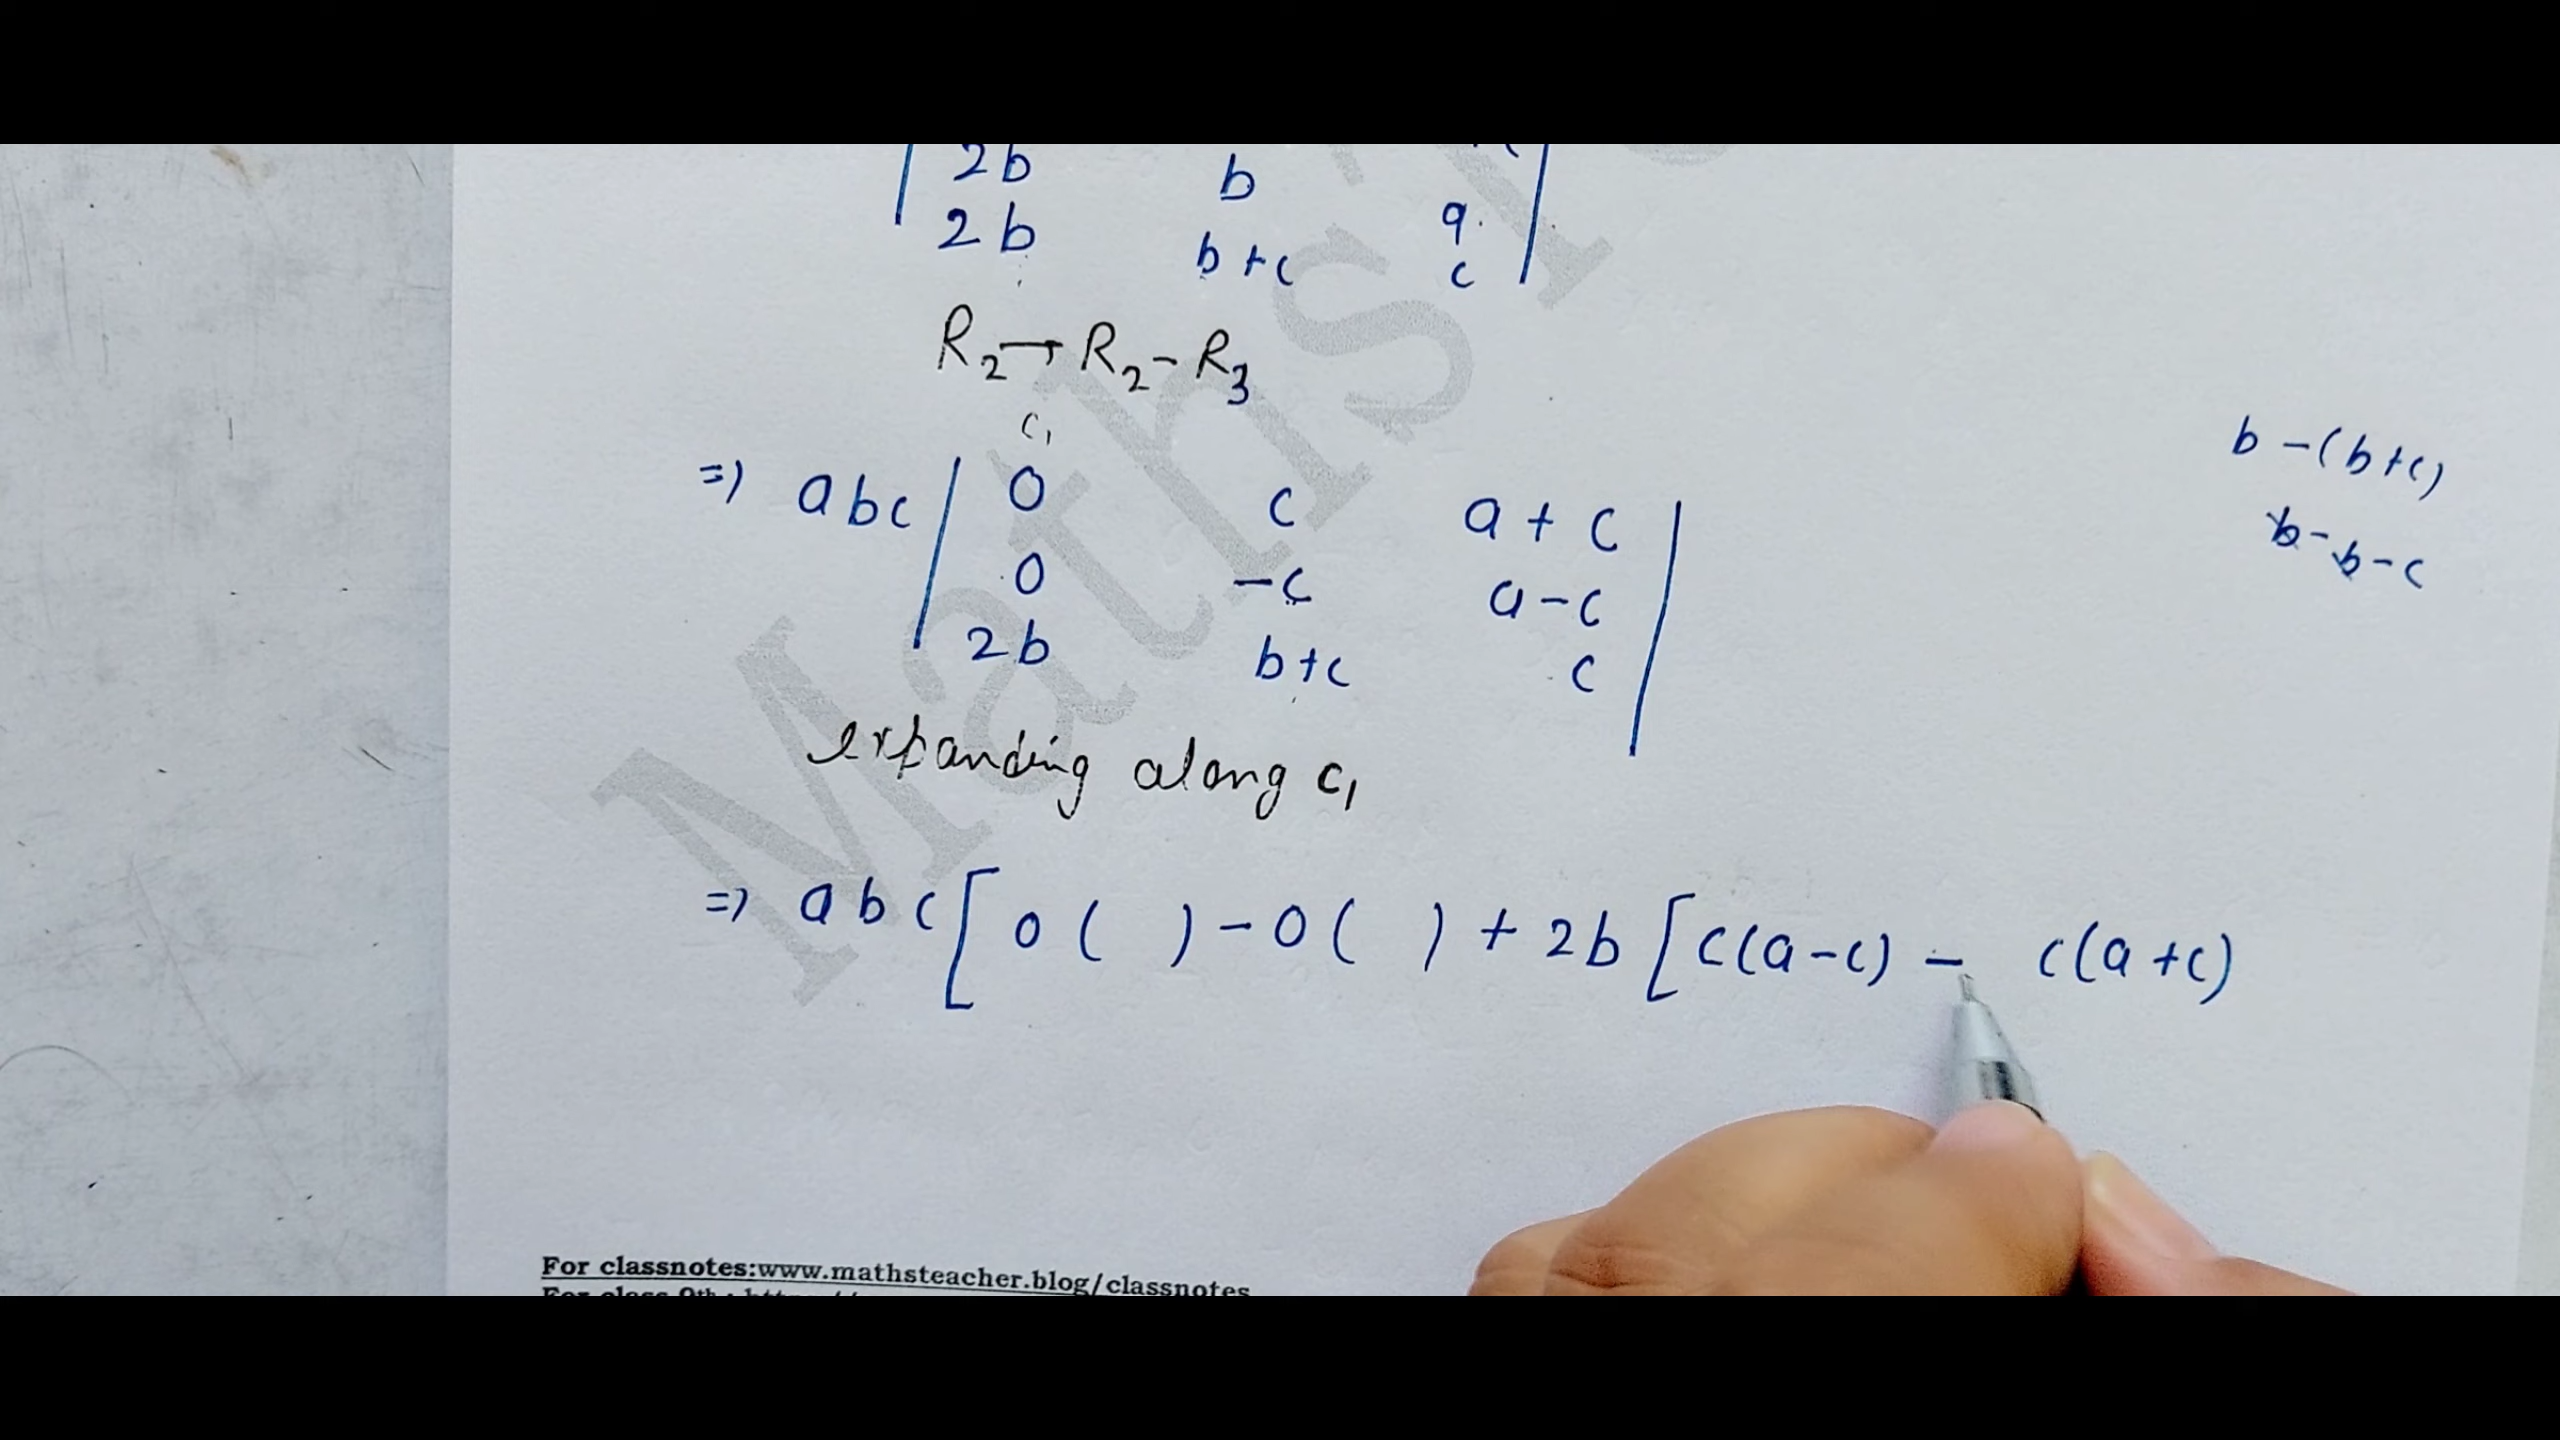 2b b a
2b b+c c
R₂→R₂-R₃
c₁
=) abc | 0 c a+c |
0 -c a-c
2b b+c c
b-(b+c)
b-b-c
expanding along c₁
=) abc[0( )-0( )+2b[c(a-c)- c(a+c)
Maths
For classnotes:www.mathsteacher.blog/classnotes